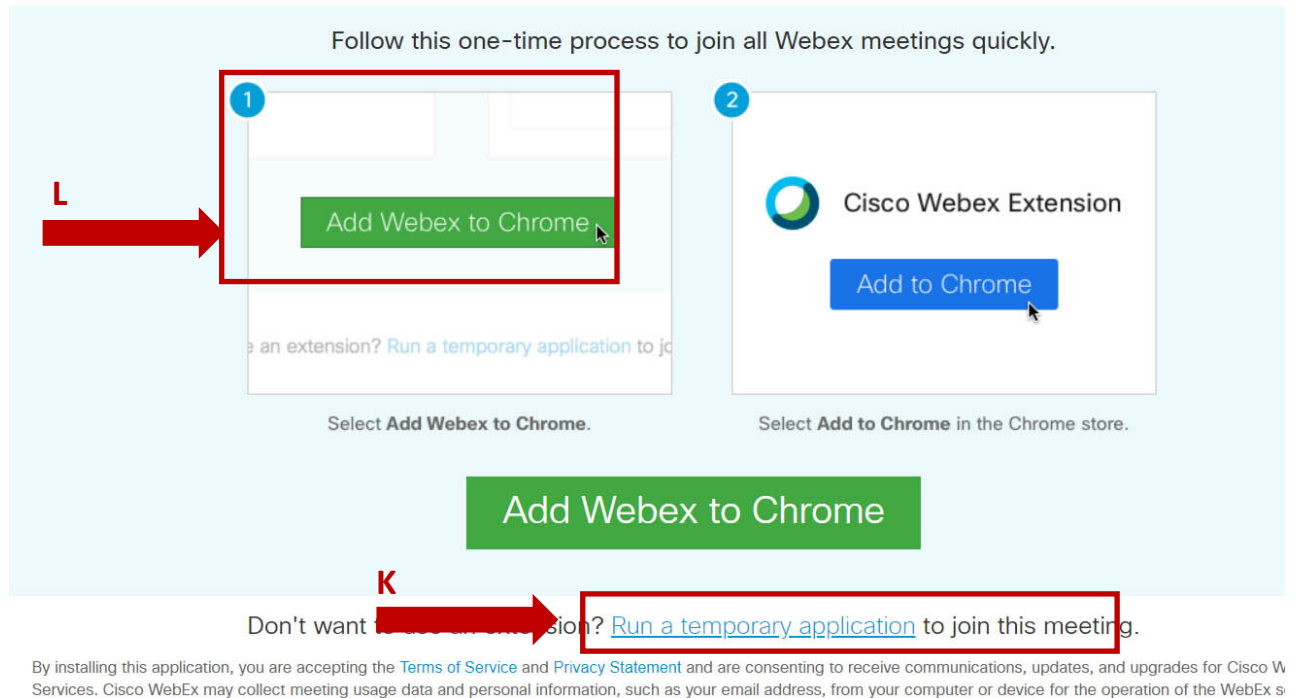 Follow this one-time process to join all Webex meetings quickly.
1
2
L
Add Webex to Chrome
Cisco Webex Extension
Add to Chrome
an extension? Run a temporary application to
Select Add Webex to Chrome.
Select Add to Chrome in the Chrome store.
Add Webex to Chrome
K
Don't want extension? Run a temporary application to join this meeting.
By installing this application, you are accepting the Terms of Service and Privacy Statement and are consenting to receive communications, updates, and upgrades for Cisco W
Services. Cisco WebEx may collect meeting usage data and personal information, such as your email address, from your computer or device for the operation of the WebEx